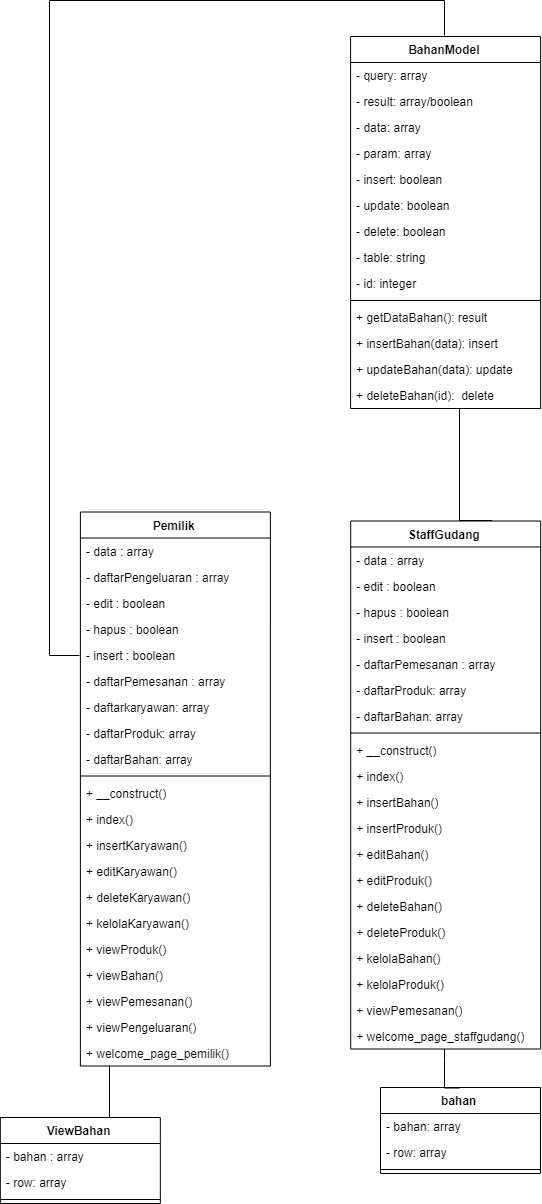 BahanModel
- query: array
- result: array/boolean
- data: array
- param: array
- insert: boolean
- update: boolean
- delete: boolean
- table: string
- id: integer
+ getDataBahan(): result
+ insertBahan(data): insert
+ updateBahan(data): update
+ deleteBahan(id):  delete
Pemilik
- data : array
- daftarPengeluaran : array
- edit : boolean
- hapus : boolean
- insert : boolean
- daftarPemesanan : array
- daftarkaryawan: array
- daftarProduk: array
- daftarBahan: array
+ __construct()
+ index()
+ insertKaryawan()
+ editKaryawan()
+ deleteKaryawan()
+ kelolaKaryawan()
+ viewProduk()
+ viewBahan()
+ viewPemesanan()
+ viewPengeluaran()
+ welcome_page_pemilik()
StaffGudang
- data : array
- edit : boolean
- hapus : boolean
- insert : boolean
- daftarPemesanan : array
- daftarProduk: array
- daftarBahan: array
+ __construct()
+ index()
+ insertBahan()
+ insertProduk()
+ editBahan()
+ editProduk()
+ deleteBahan()
+ deleteProduk()
+ kelolaBahan()
+ kelolaProduk()
+ viewPemesanan()
+ welcome_page_staffgudang()
ViewBahan
- bahan : array
- row: array
bahan
- bahan: array
- row: array